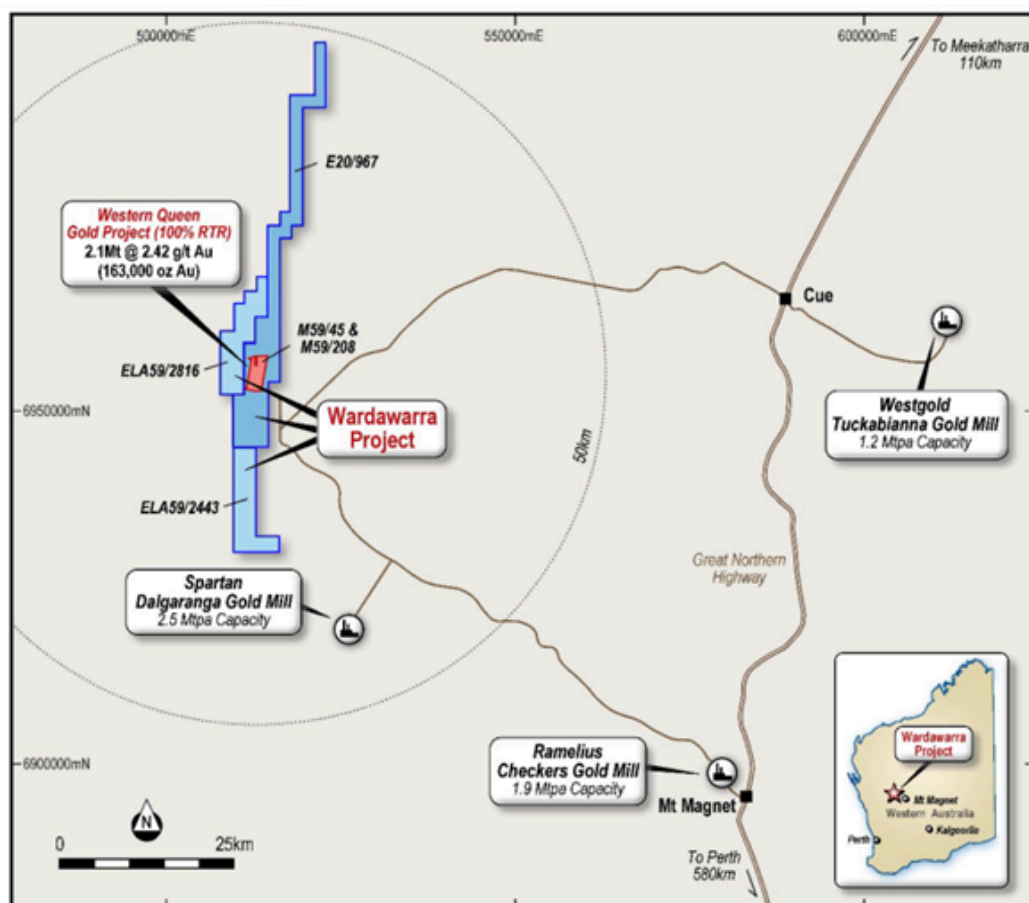 500000mE
550000mE
600000mE
To Meekatharra
110km
E20/967
Western Queen
Gold Project (100% RTR)
2.1Mt @ 2.42 g/t Au
(163,000 oz Au)
Cue
M59/45 &
M59/208
ELA59/2816
6950000mN
Wardawarra
Project
Westgold
Tuckabianna Gold Mill
1.2 Mtpa Capacity
50km
ELA59/2443
Great Northern
Highway
Spartan
Dalgaranga Gold Mill
2.5 Mtpa Capacity
6900000mN
Ramelius
Checkers Gold Mill
1.9 Mtpa Capacity
Mt Magnet
N
0
25km
To Perth
580km
Wardawarra
Project
Mt Magnet
Western Australia
Kalgoorlie
Perth